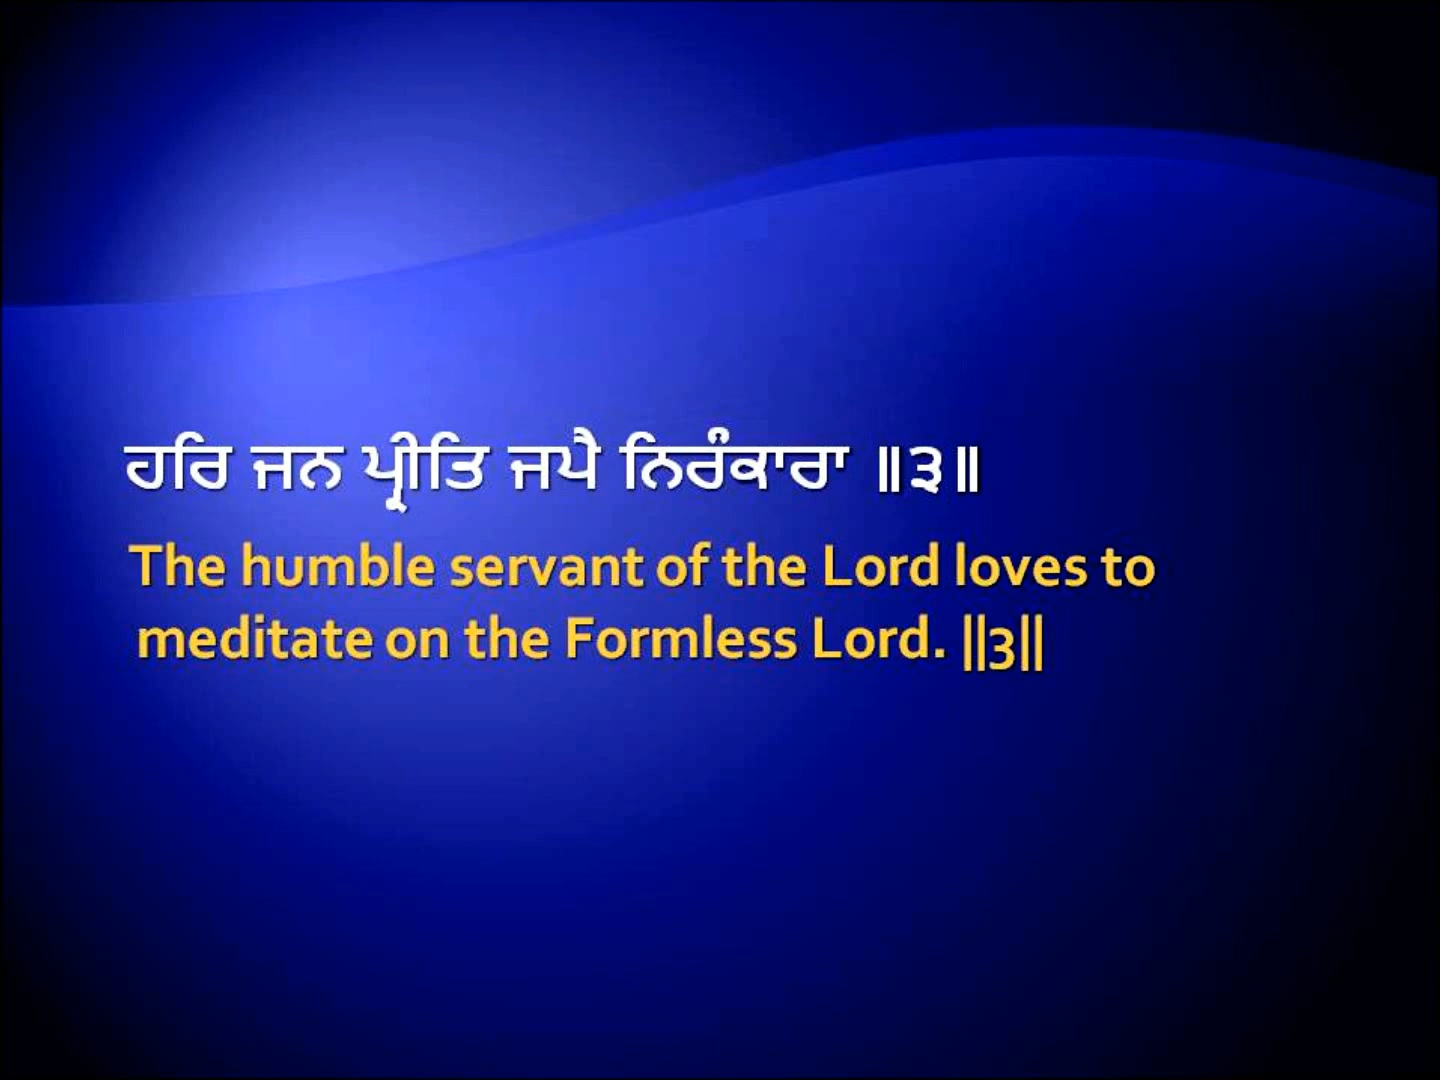 ਹਰਿ ਜਨ ਪ੍ਰੀਤਿ ਜਪੈ ਨਿਰੰਕਾਰਾ ॥੩॥
The humble servant of the Lord loves to
meditate on the Formless Lord. ||3||